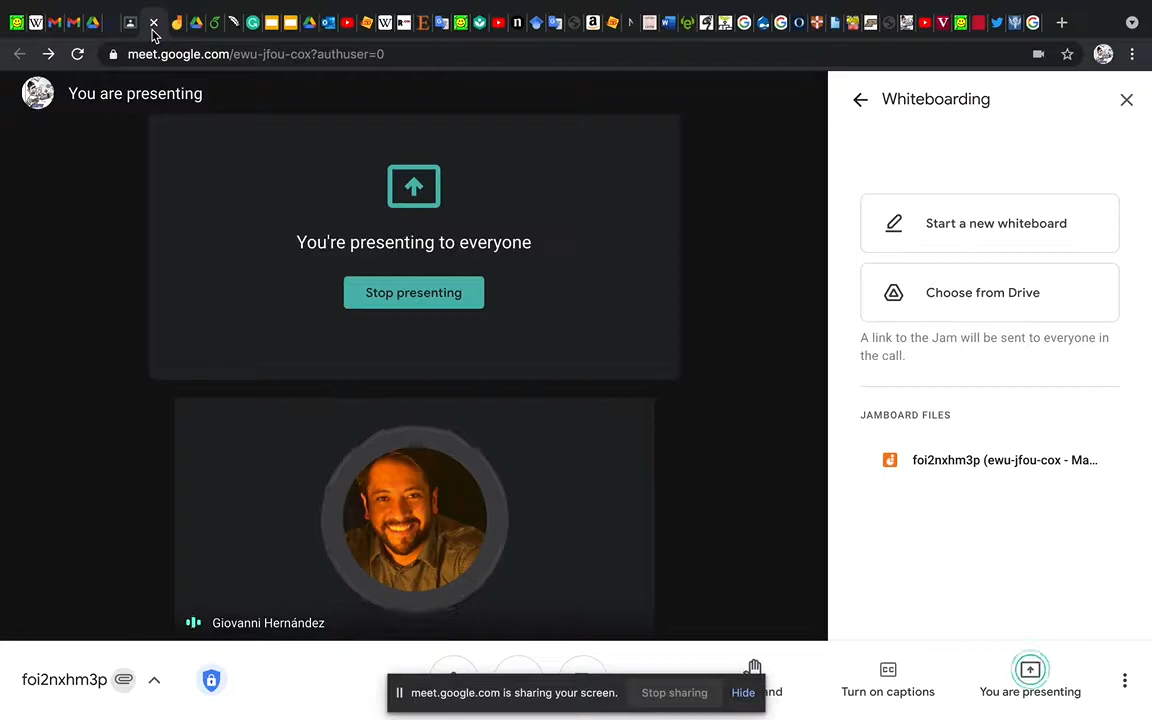 meet.google.com/ewu-jfou-cox?authuser=0
You are presenting
Whiteboarding
Start a new whiteboard
You're presenting to everyone
Stop presenting
Choose from Drive
A link to the Jam will be sent to everyone in
the call.
JAMBOARD FILES
foi2nxhm3p (ewu-jfou-cox - Ma...
Giovanni Hernández
foi2nxhm3p
meet.google.com is sharing your screen.
Stop sharing
Hide
nd
Turn on captions
You are presenting